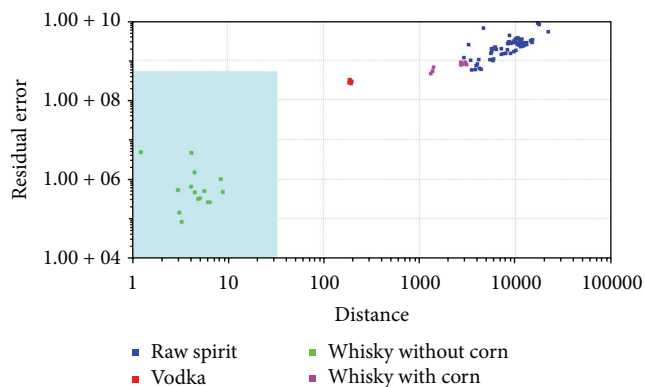 Residual error
1.00 + 10
1.00 + 08
1.00 + 06
1.00 + 04
1 10 100 1000 10000 100000
Distance
Raw spirit Whisky without corn
Vodka Whisky with corn